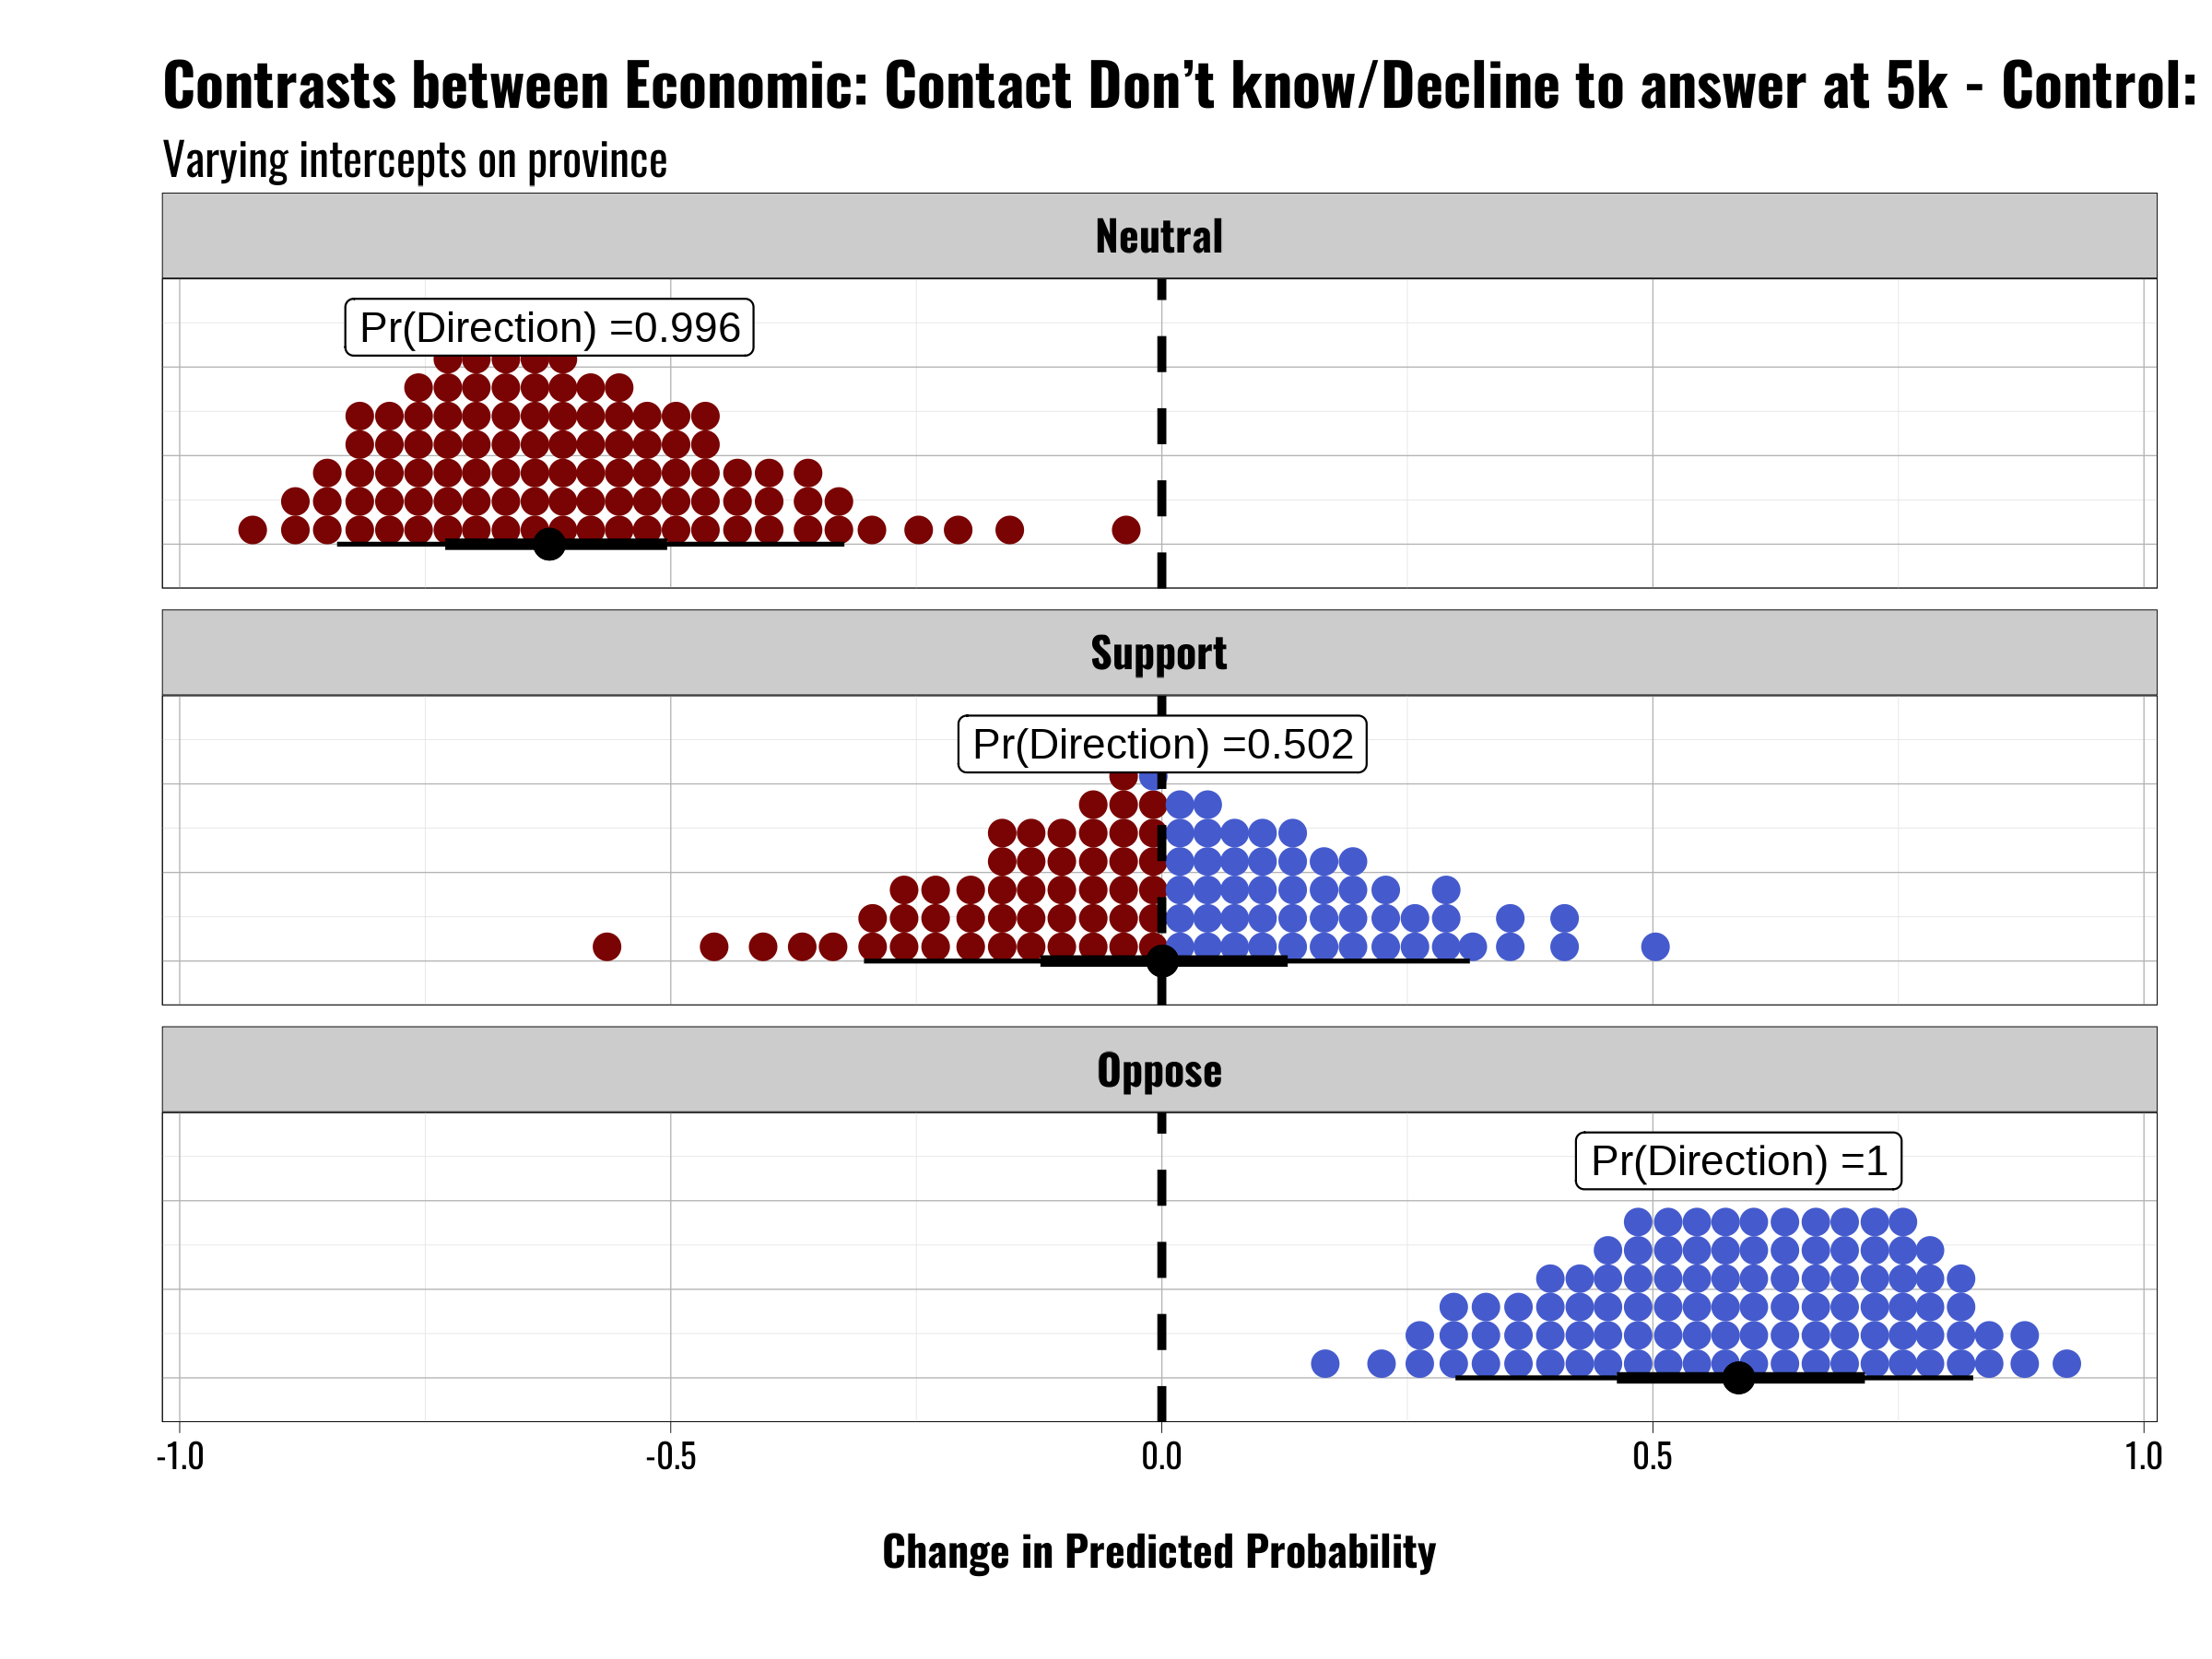 Contrasts between Economic: Contact Don’t know/Decline to answer at 5k - Control:
Varying intercepts on province
Neutral
Pr(Direction) =0.996
Support
Pr(Direction) =0.502
Oppose
Pr(Direction) =1
-1.0 -0.5 0.0 0.5 1.0
Change in Predicted Probability